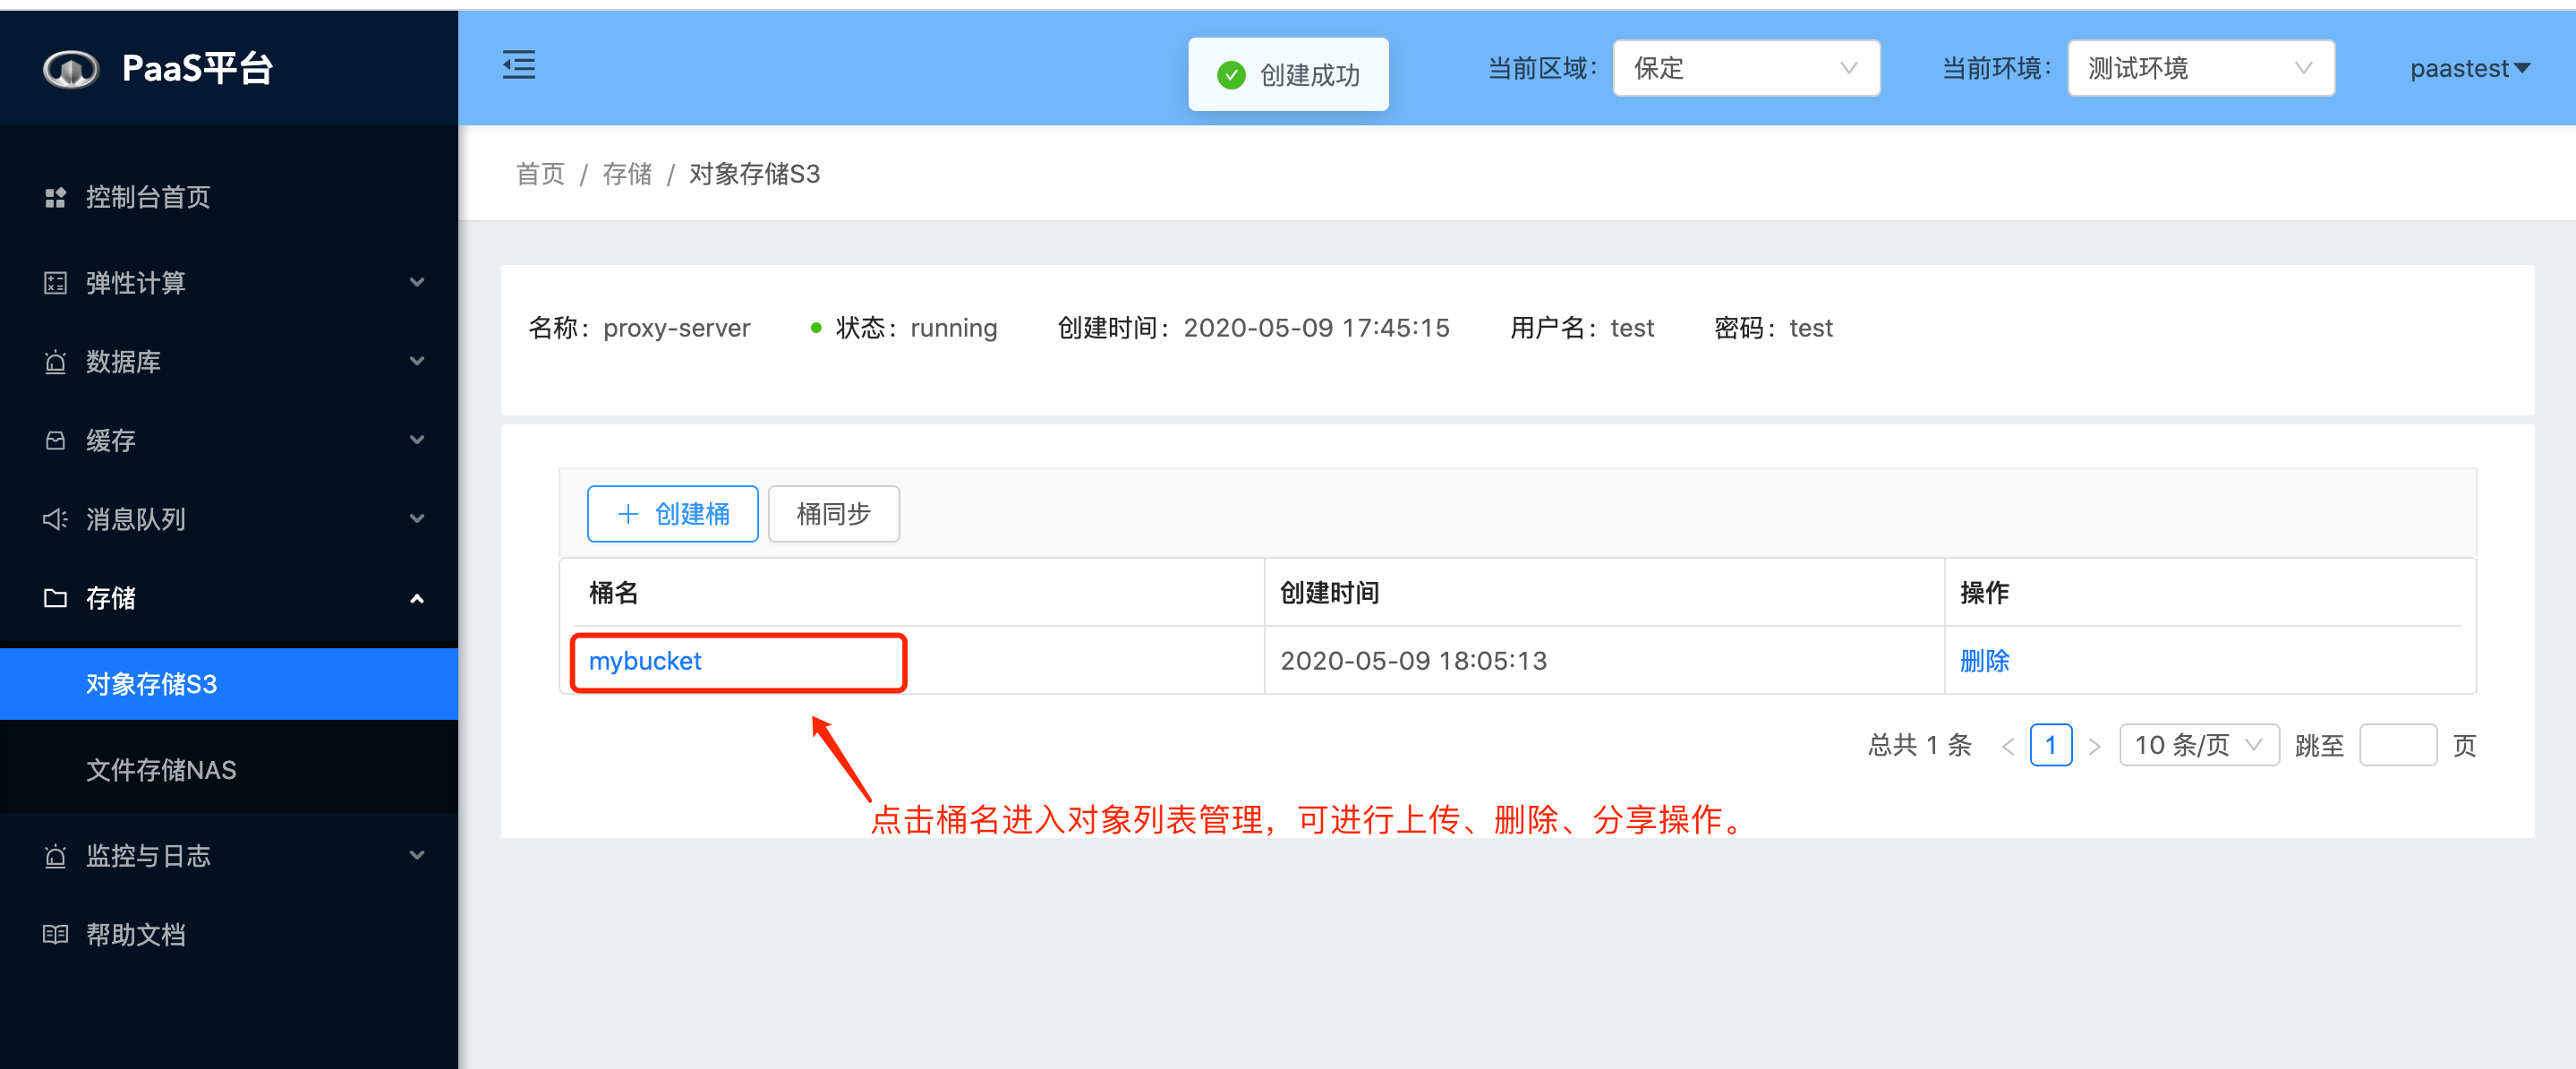 PaaS平台
创建成功
当前区域： 保定
当前环境： 测试环境
paastest
控制台首页
弹性计算
数据库
缓存
消息队列
存储
对象存储S3
文件存储NAS
监控与日志
帮助文档
首页 / 存储 / 对象存储S3
名称：proxy-server 状态：running 创建时间：2020-05-09 17:45:15 用户名：test 密码：test
+ 创建桶 桶同步
桶名 创建时间 操作
mybucket 2020-05-09 18:05:13 删除
总共 1 条 < 1 > 10 条/页 跳至 页
点击桶名进入对象列表管理，可进行上传、删除、分享操作。